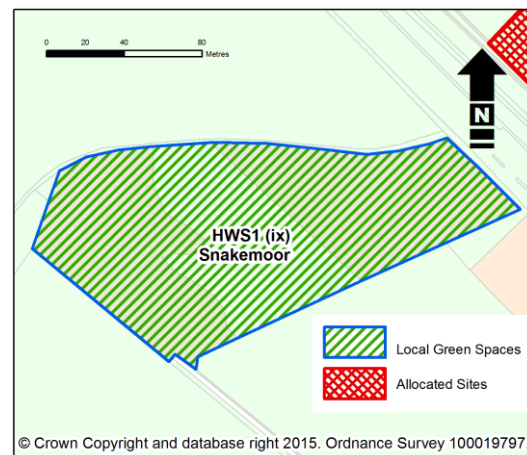 0 20 40 80
Metres
N
HWS1 (ix)
Snakemoor
Local Green Spaces
Allocated Sites
© Crown Copyright and database right 2015. Ordnance Survey 100019797.